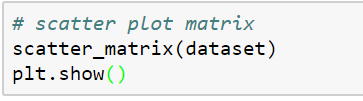 # scatter plot matrix
scatter_matrix(dataset)
plt.show()